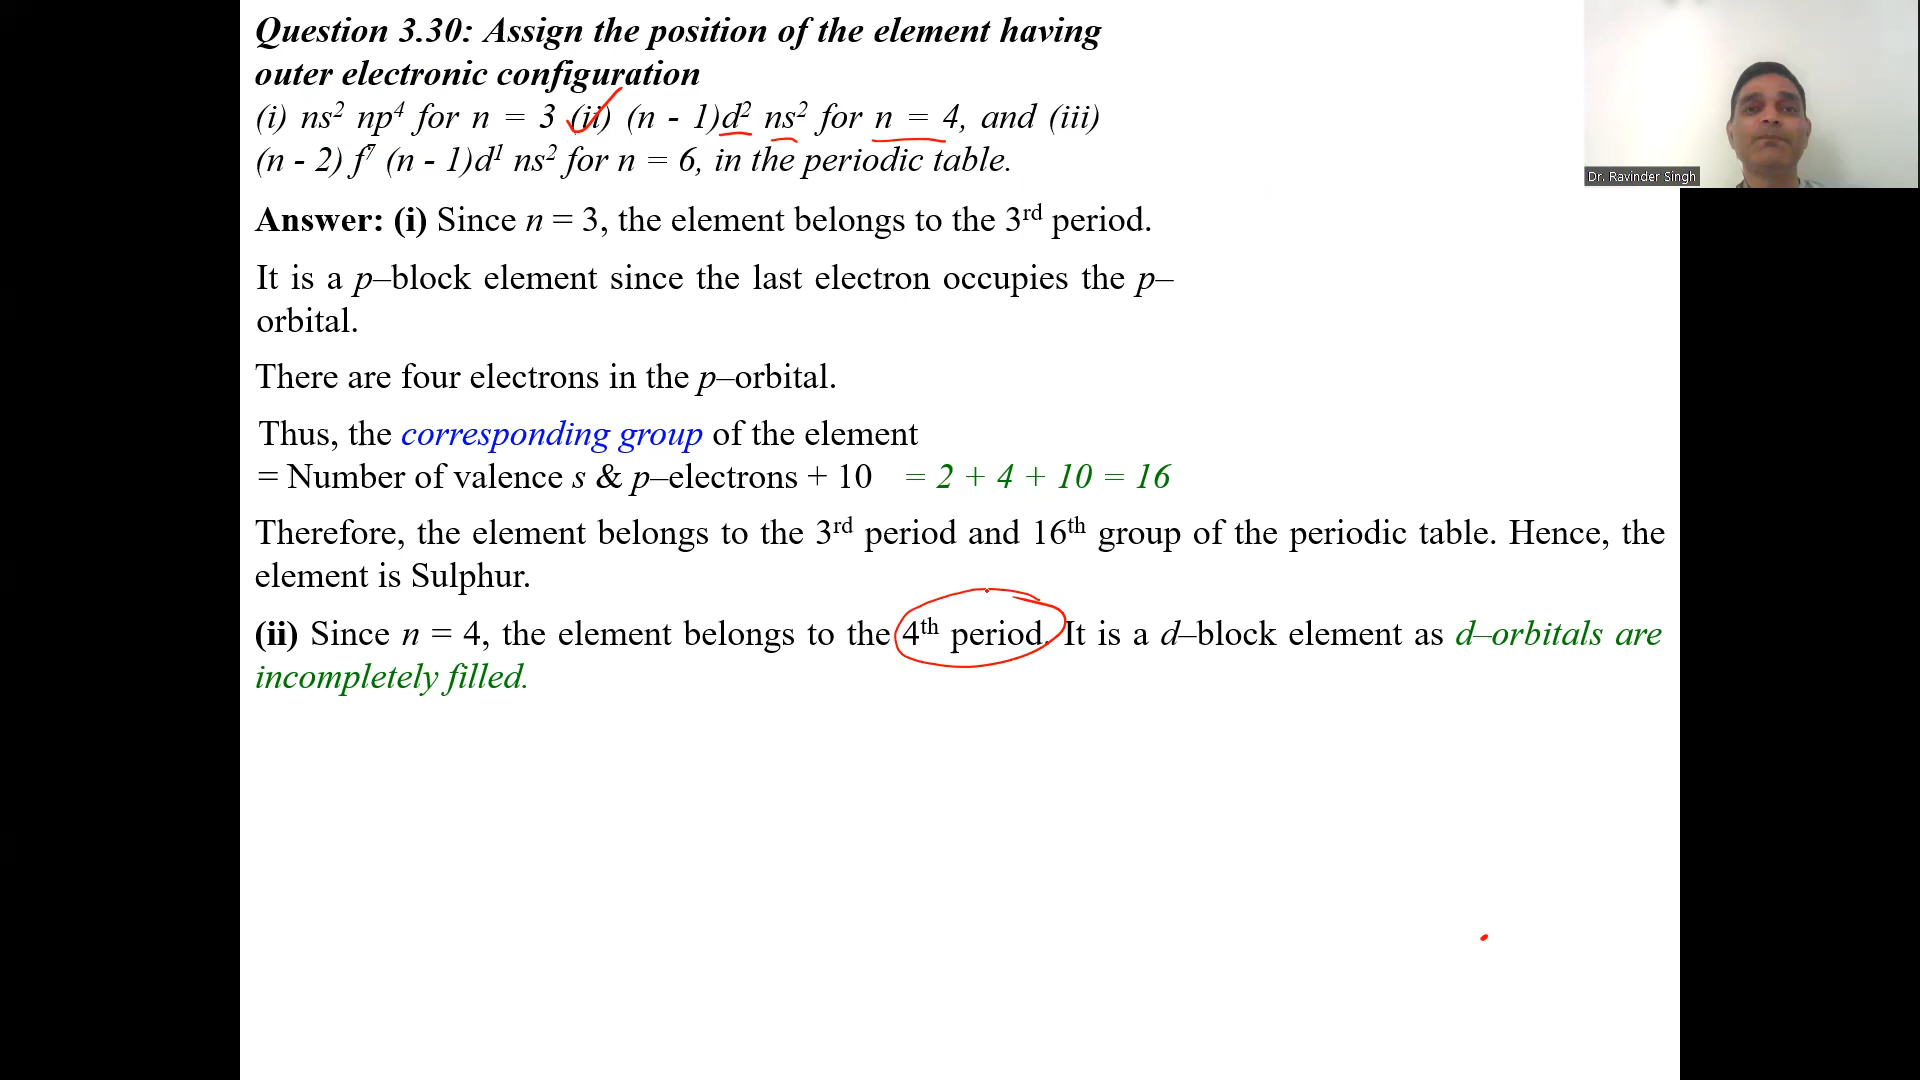 Question 3.30: Assign the position of the element having
outer electronic configuration
(i) ns² np⁴ for n = 3 (ii) (n - 1)d² ns² for n = 4, and (iii)
(n - 2) f⁷ (n - 1)d¹ ns² for n = 6, in the periodic table.
Dr. Ravinder Singh
Answer: (i) Since n = 3, the element belongs to the 3rd period.
It is a p–block element since the last electron occupies the p–
orbital.
There are four electrons in the p–orbital.
Thus, the corresponding group of the element
= Number of valence s & p–electrons + 10 = 2 + 4 + 10 = 16
Therefore, the element belongs to the 3rd period and 16th group of the periodic table. Hence, the
element is Sulphur.
(ii) Since n = 4, the element belongs to the 4th period. It is a d–block element as d–orbitals are
incompletely filled.